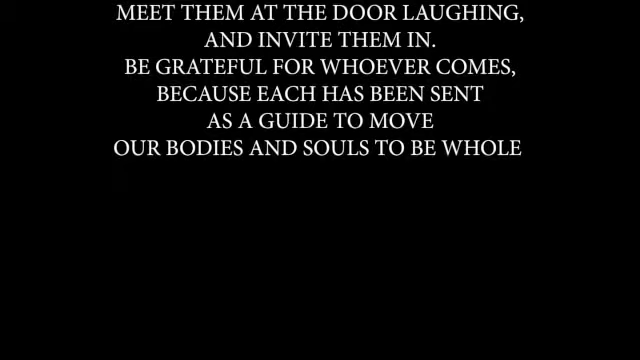 MEET THEM AT THE DOOR LAUGHING,
AND INVITE THEM IN.
BE GRATEFUL FOR WHOEVER COMES,
BECAUSE EACH HAS BEEN SENT
AS A GUIDE TO MOVE
OUR BODIES AND SOULS TO BE WHOLE